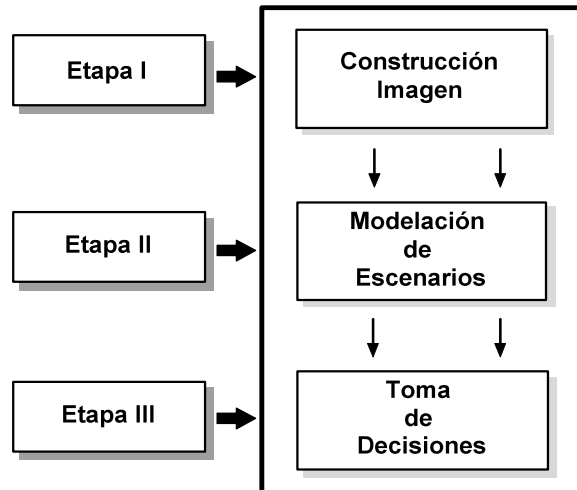 Etapa I
Construcción
Imagen
Etapa II
Modelación
de
Escenarios
Etapa III
Toma
de
Decisiones